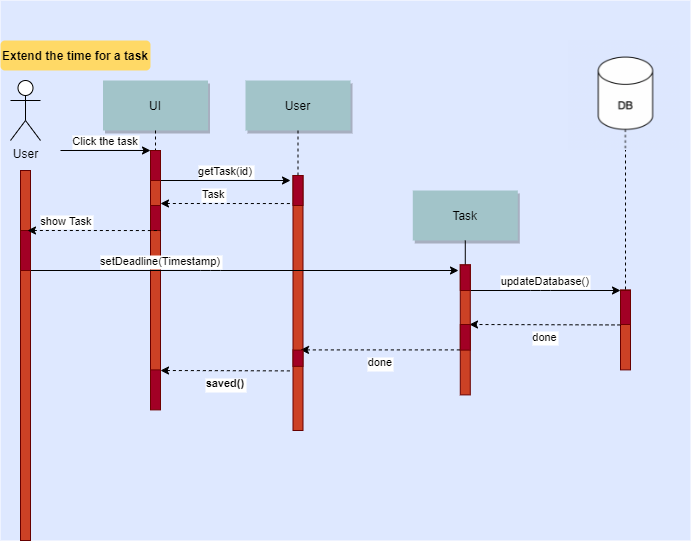 Extend the time for a task
User
UI
User
DB
Click the task
getTask(id)
Task
Task
show Task
setDeadline(Timestamp)
updateDatabase()
done
done
saved()